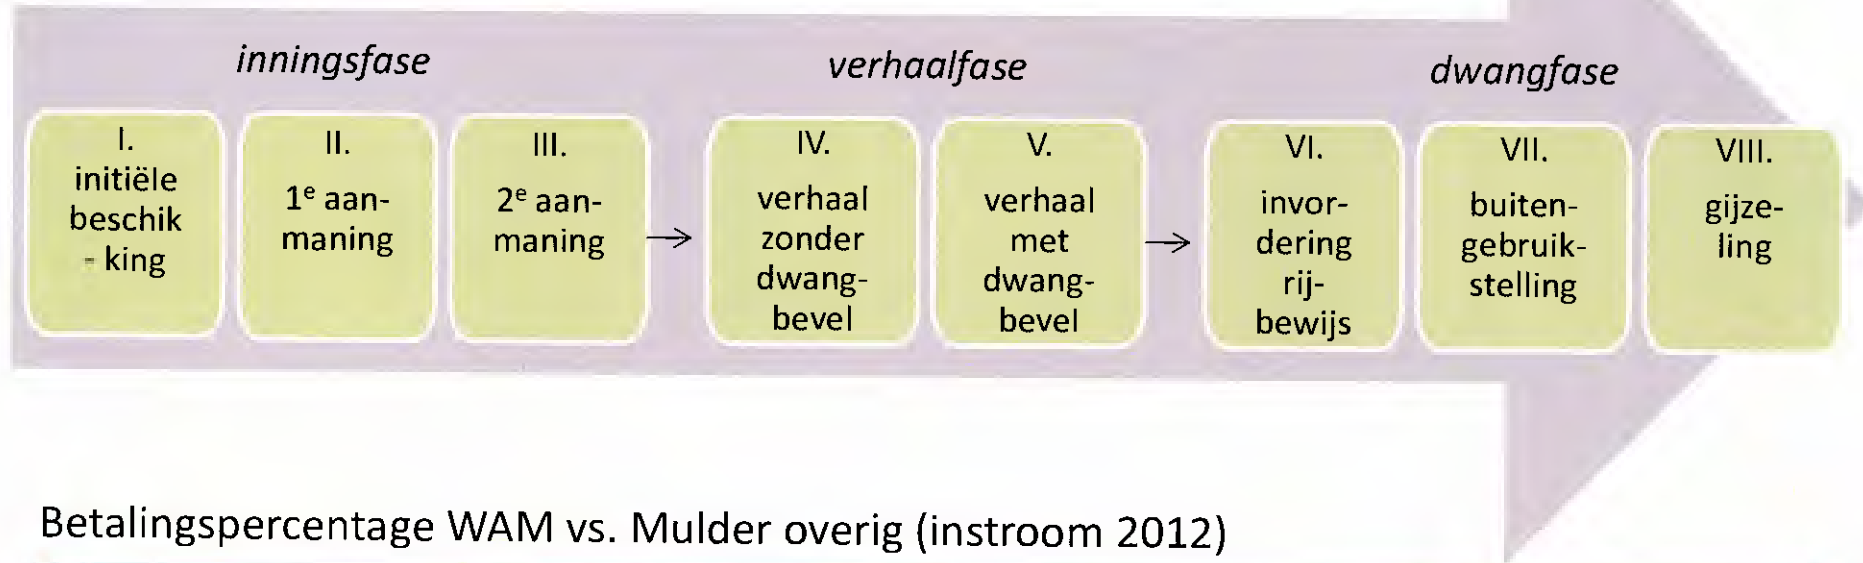 inningsfase
verhaalfase
dwangfase
I.
initiële
beschik
- king
II.
1e aan-
maning
III.
2e aan-
maning
→
IV.
verhaal
zonder
dwang-
bevel
V.
verhaal
met
dwang-
bevel
→
VI.
invor-
dering
rij-
bewijs
VII.
buiten-
gebruik-
stelling
VIII.
gijze-
ling
Betalingspercentage WAM vs. Mulder overig (instroom 2012)